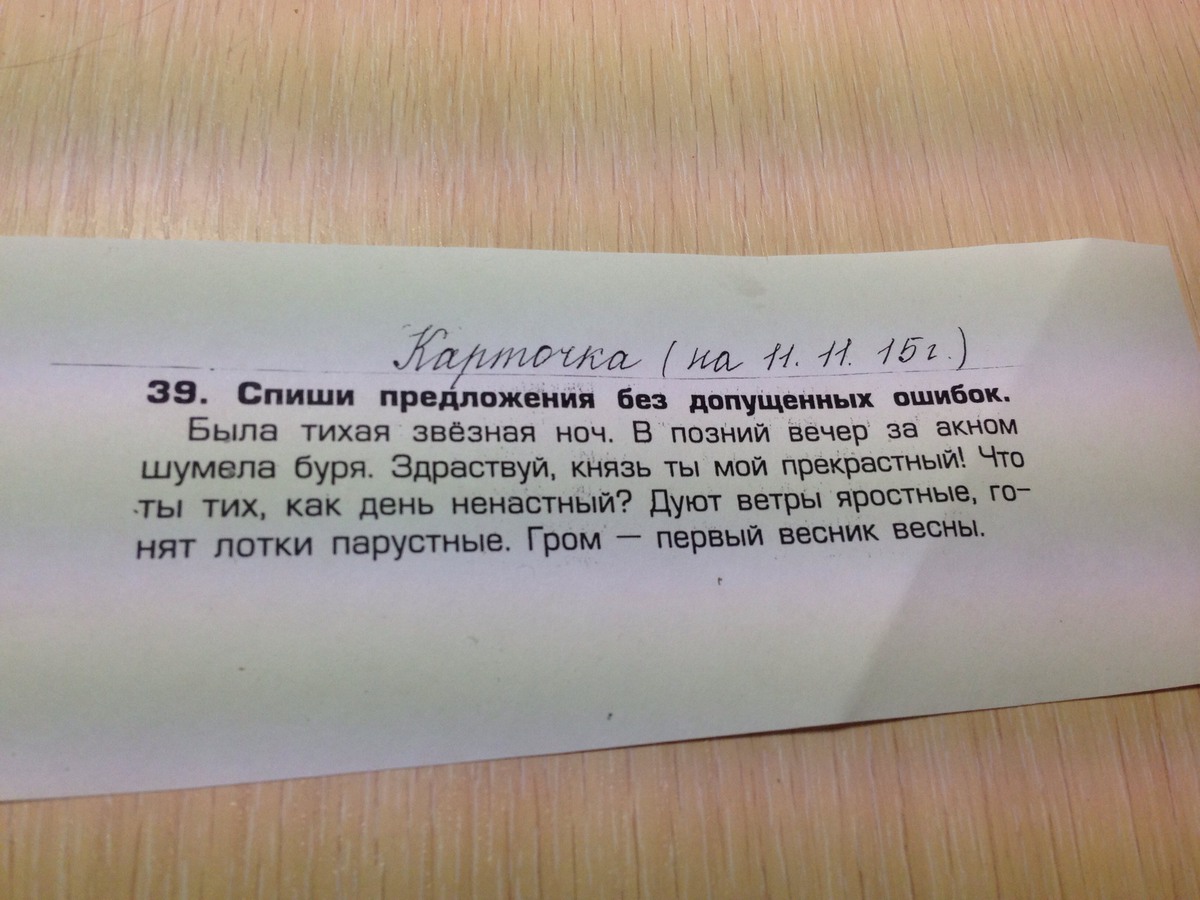 Карточка (на 11. 11. 15г.)
39. Спиши предложения без допущенных ошибок.
Была тихая звёзная ноч. В позний вечер за акном
шумела буря. Здраствуй, князь ты мой прекрастный! Что
ты тих, как день ненастный? Дуют ветры яростные, го-
нят лотки парустные. Гром — первый весник весны.